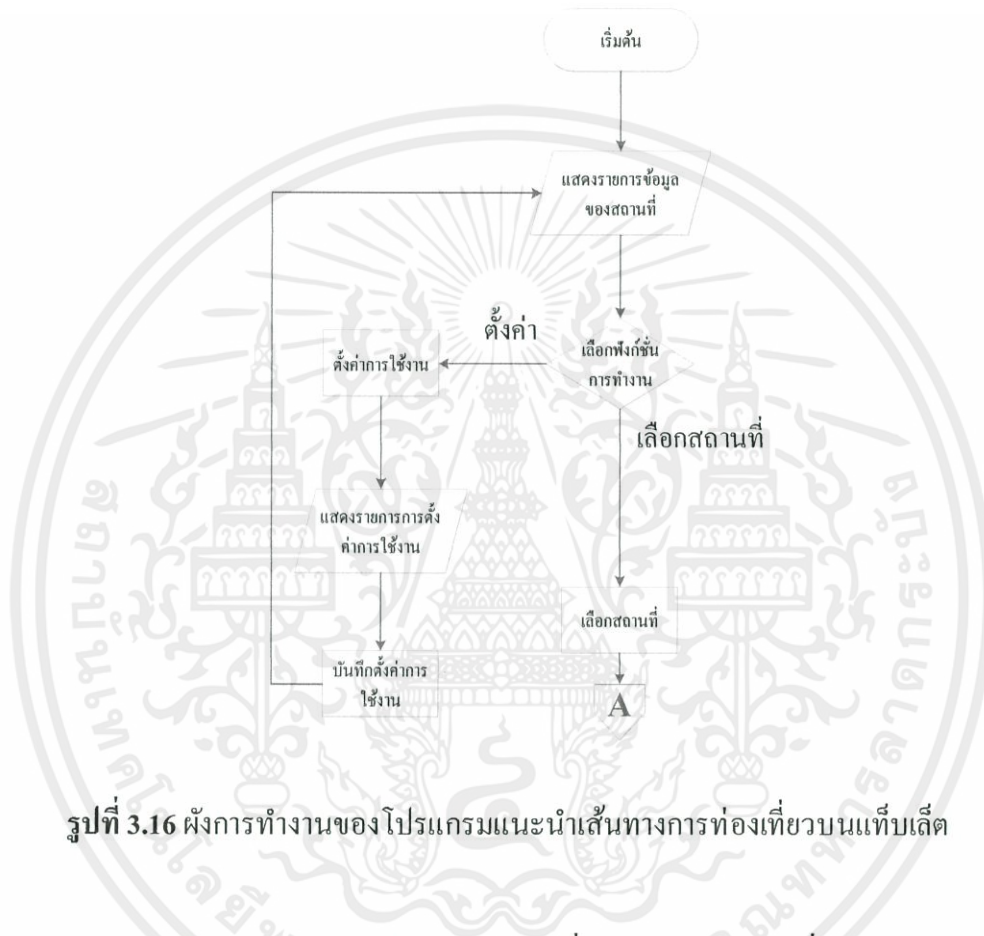 เริ่มต้น
แสดงรายการข้อมูล
ของสถานที่
ตั้งค่า
เลือกฟังก์ชั่น
การทำงาน
ตั้งค่าการใช้งาน
เลือกสถานที่
แสดงรายการการตั้ง
ค่าการใช้งาน
เลือกสถานที่
บันทึกตั้งค่าการ
ใช้งาน
A
รูปที่ 3.16 ผังการทำงานของโปรแกรมแนะนำเส้นทางการท่องเที่ยวบนแท็บเล็ต